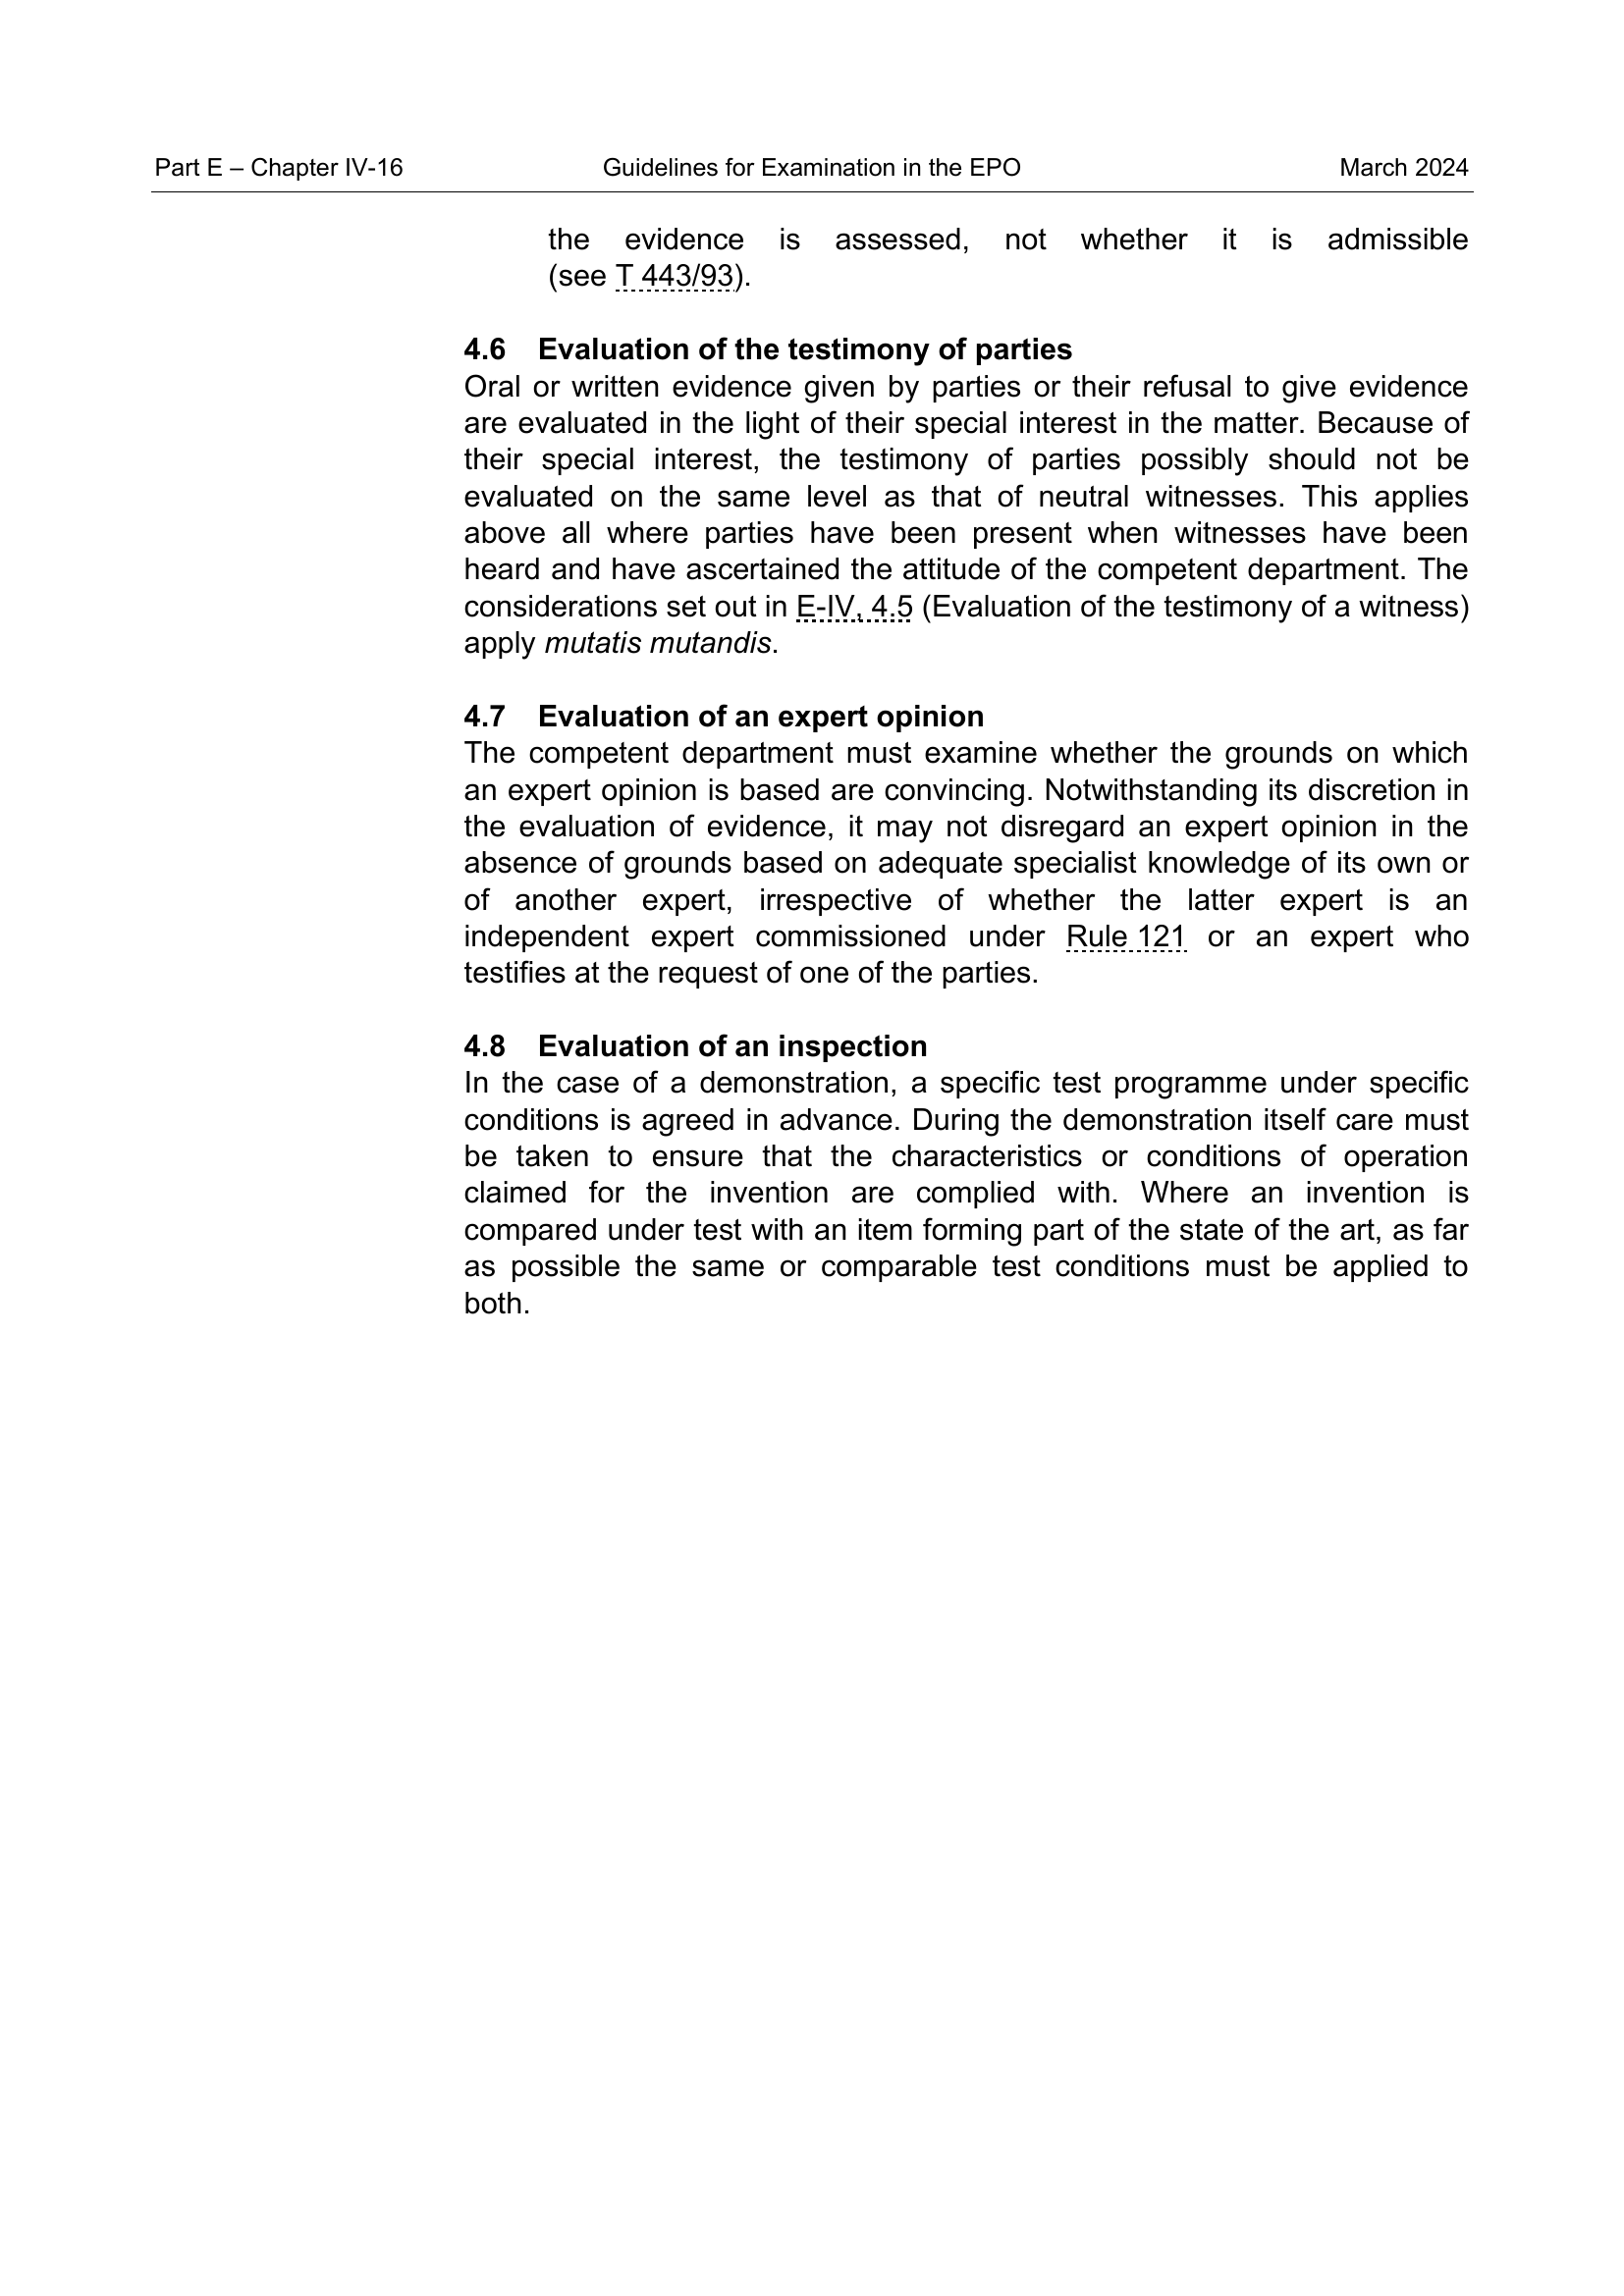 Part E – Chapter IV-16 Guidelines for Examination in the EPO March 2024
the evidence is assessed, not whether it is admissible
(see T 443/93).
4.6 Evaluation of the testimony of parties
Oral or written evidence given by parties or their refusal to give evidence
are evaluated in the light of their special interest in the matter. Because of
their special interest, the testimony of parties possibly should not be
evaluated on the same level as that of neutral witnesses. This applies
above all where parties have been present when witnesses have been
heard and have ascertained the attitude of the competent department. The
considerations set out in E-IV, 4.5 (Evaluation of the testimony of a witness)
apply mutatis mutandis.
4.7 Evaluation of an expert opinion
The competent department must examine whether the grounds on which
an expert opinion is based are convincing. Notwithstanding its discretion in
the evaluation of evidence, it may not disregard an expert opinion in the
absence of grounds based on adequate specialist knowledge of its own or
of another expert, irrespective of whether the latter expert is an
independent expert commissioned under Rule 121 or an expert who
testifies at the request of one of the parties.
4.8 Evaluation of an inspection
In the case of a demonstration, a specific test programme under specific
conditions is agreed in advance. During the demonstration itself care must
be taken to ensure that the characteristics or conditions of operation
claimed for the invention are complied with. Where an invention is
compared under test with an item forming part of the state of the art, as far
as possible the same or comparable test conditions must be applied to
both.